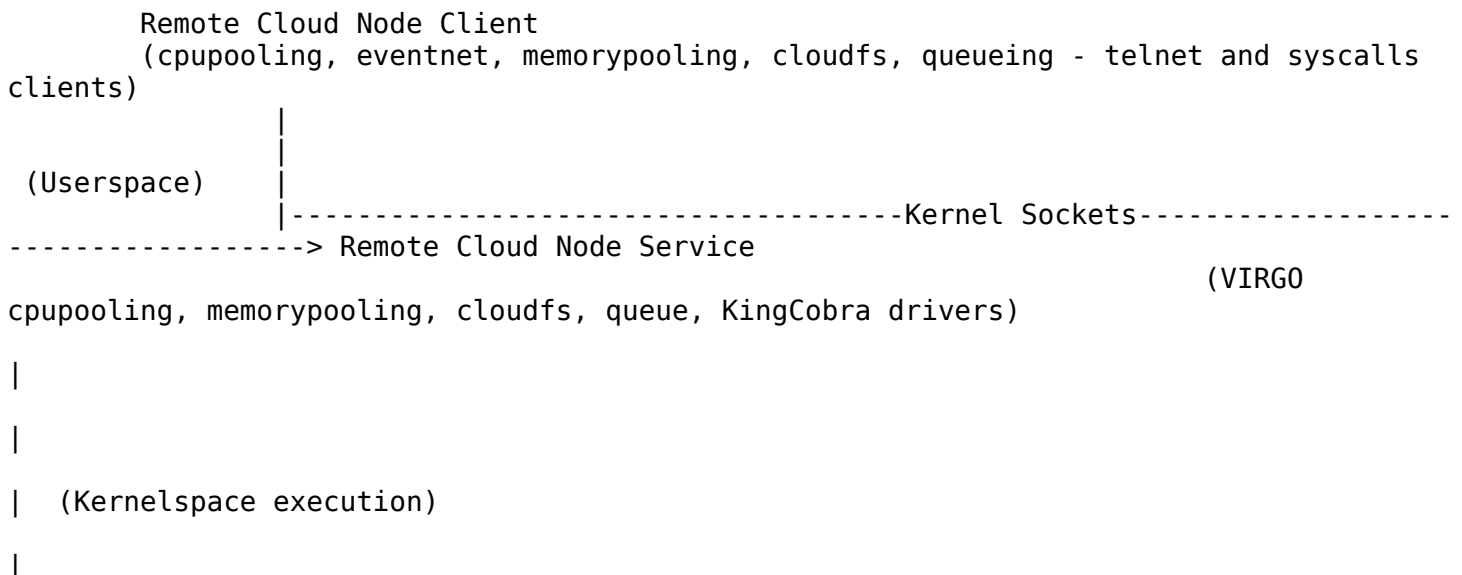 Remote Cloud Node Client
(cpupooling, eventnet, memorypooling, cloudfs, queueing - telnet and syscalls
clients)
|
|
(Userspace) |
|-------------------------------------Kernel Sockets-------------------
------------------> Remote Cloud Node Service
(VIRGO
cpupooling, memorypooling, cloudfs, queue, KingCobra drivers)
|
|
| (Kernelspace execution)
|